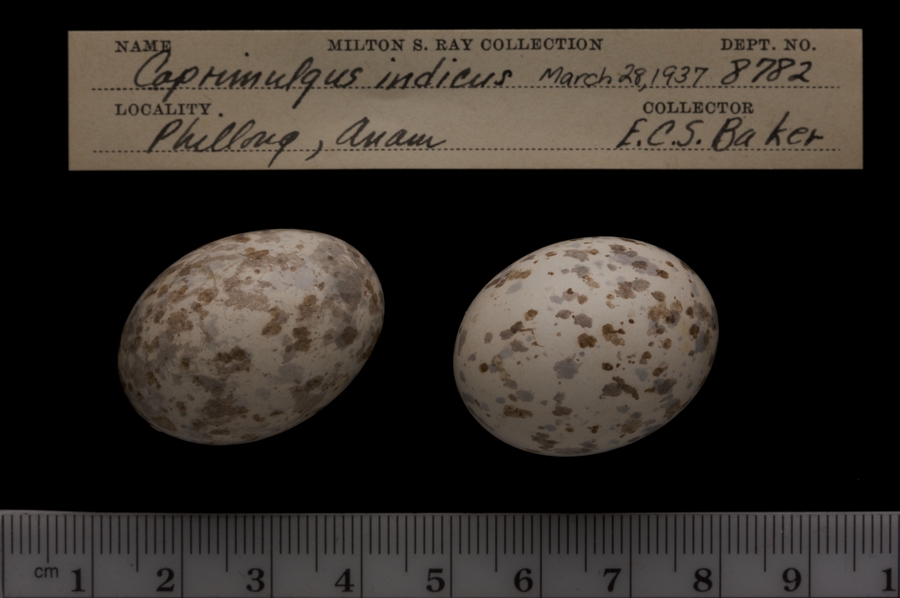 NAME MILTON S. RAY COLLECTION DEPT. NO.
Caprimulgus indicus March 28, 1937 8782
LOCALITY COLLECTOR
Phillong, Anam E.C.S. Baker
cm 1 2 3 4 5 6 7 8 9 1